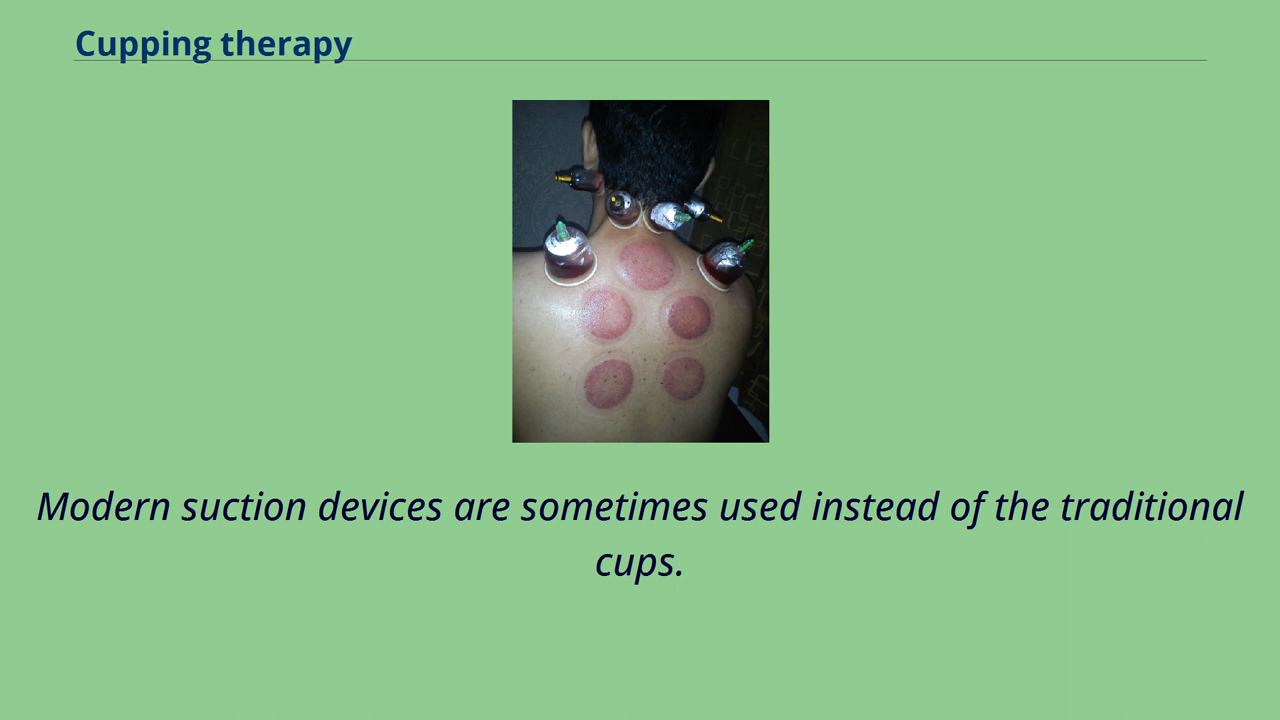 Cupping therapy
Modern suction devices are sometimes used instead of the traditional
cups.